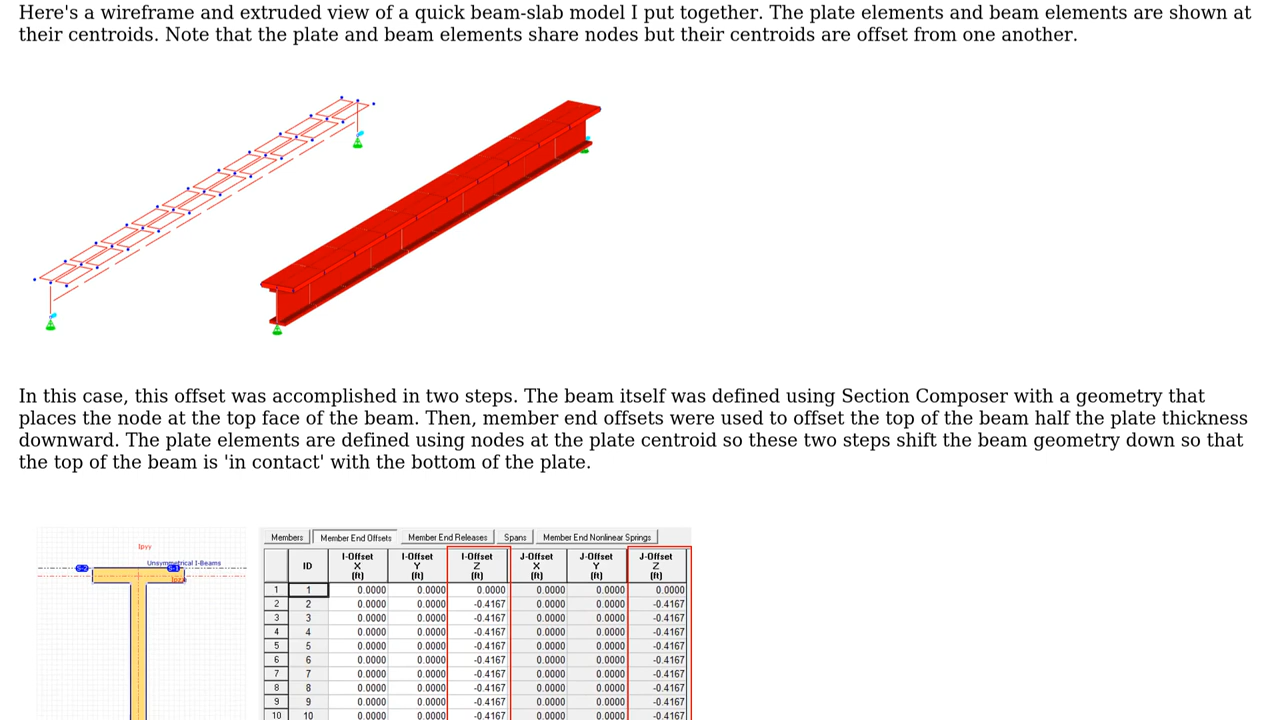 Here's a wireframe and extruded view of a quick beam-slab model I put together. The plate elements and beam elements are shown at
their centroids. Note that the plate and beam elements share nodes but their centroids are offset from one another.
In this case, this offset was accomplished in two steps. The beam itself was defined using Section Composer with a geometry that
places the node at the top face of the beam. Then, member end offsets were used to offset the top of the beam half the plate thickness
downward. The plate elements are defined using nodes at the plate centroid so these two steps shift the beam geometry down so that
the top of the beam is 'in contact' with the bottom of the plate.
Ipyy
Unsymmetrical I-Beams
S-2 S-1
Members Member End Offsets Member End Releases Spans Member End Nonlinear Springs
ID I-Offset X (ft) I-Offset Y (ft) I-Offset Z (ft) J-Offset X (ft) J-Offset Y (ft) J-Offset Z (ft)
1 1 0.0000 0.0000 0.0000 0.0000 0.0000 0.0000
2 2 0.0000 0.0000 -0.4167 0.0000 0.0000 -0.4167
3 3 0.0000 0.0000 -0.4167 0.0000 0.0000 -0.4167
4 4 0.0000 0.0000 -0.4167 0.0000 0.0000 -0.4167
5 5 0.0000 0.0000 -0.4167 0.0000 0.0000 -0.4167
6 6 0.0000 0.0000 -0.4167 0.0000 0.0000 -0.4167
7 7 0.0000 0.0000 -0.4167 0.0000 0.0000 -0.4167
8 8 0.0000 0.0000 -0.4167 0.0000 0.0000 -0.4167
9 9 0.0000 0.0000 -0.4167 0.0000 0.0000 -0.4167
10 10 0.0000 0.0000 -0.4167 0.0000 0.0000 -0.4167